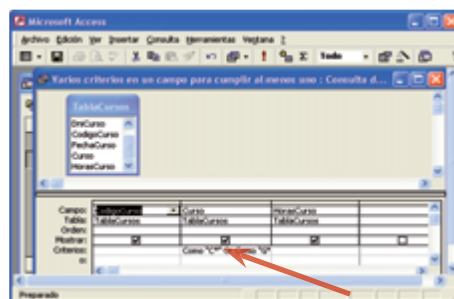 Microsoft Access
Archivo Edición Ver Insertar Consulta Herramientas Ventana ?
Todo
Varios criterios en un campo para cumplir al menos uno : Consulta d...
TablaCursos
DniCurso
CodigoCurso
FechaCurso
Curso
HorasCurso
Campo: CodigoCurso Curso HorasCurso
Tabla: TablaCursos TablaCursos TablaCursos
Orden:
Mostrar:
Criterios: Como "C*"
o:
Preparado